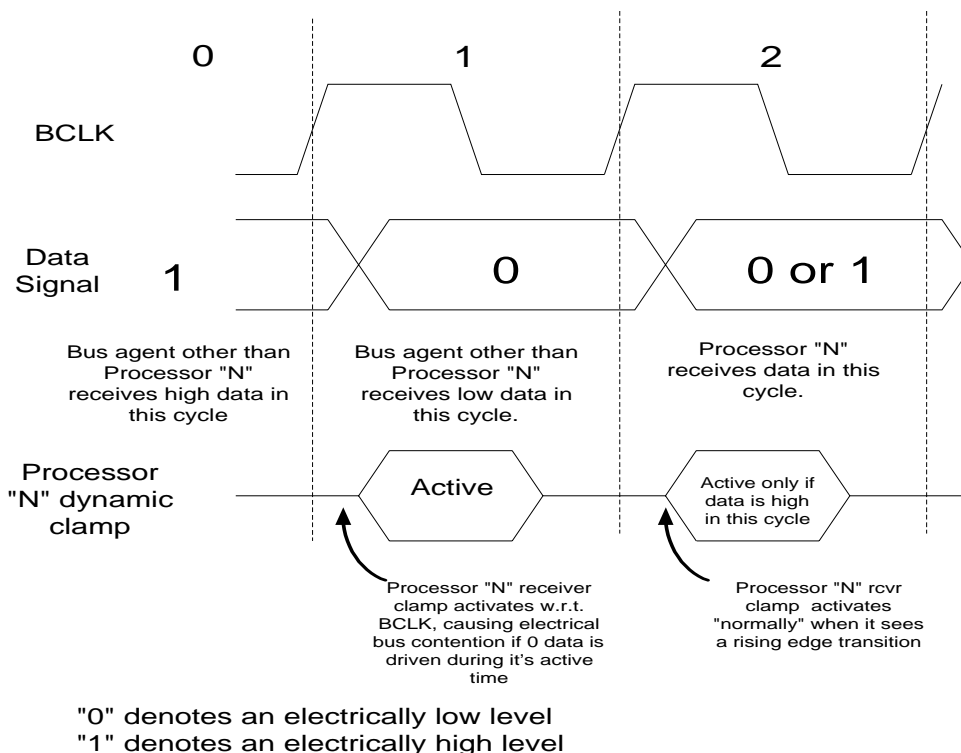 0
1
2
BCLK
Data
Signal
1
0
0 or 1
Bus agent other than
Processor "N"
receives high data in
this cycle
Bus agent other than
Processor "N"
receives low data in
this cycle.
Processor "N"
receives data in this
cycle.
Processor
"N" dynamic
clamp
Active
Active only if
data is high
in this cycle
Processor "N" receiver
clamp activates w.r.t.
BCLK, causing electrical
bus contention if 0 data is
driven during it's active
time
Processor "N" rcvr
clamp activates
"normally" when it sees
a rising edge transition
"0" denotes an electrically low level
"1" denotes an electrically high level